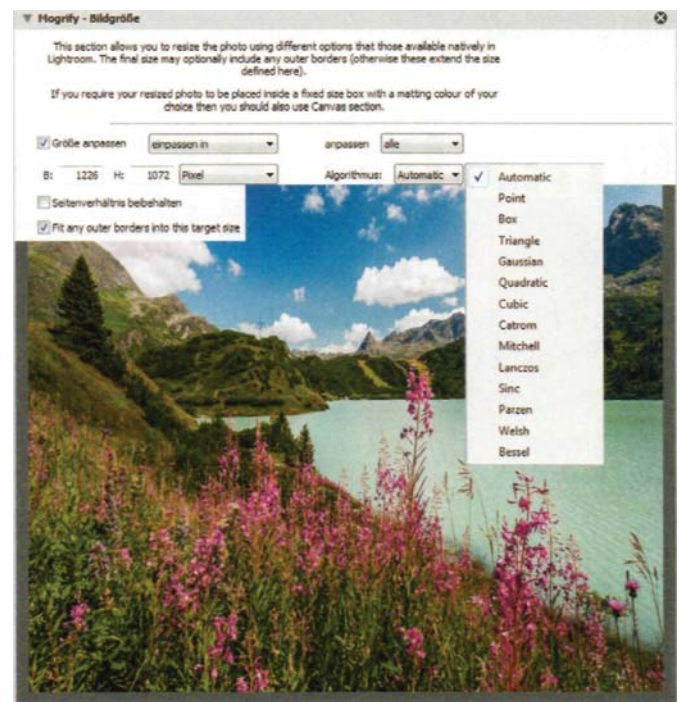 Mogrify - Bildgröße
This section allows you to resize the photo using different options that those available natively in
Lightroom. The final size may optionally include any outer borders (otherwise these extend the size
defined here).
If you require your resized photo to be placed inside a fixed size box with a matting colour of your
choice then you should also use Canvas section.
Größe anpassen einpassen in anpassen alle
B: 1226 H: 1072 Pixel Algorithmus: Automatic
Seitenverhältnis beibehalten
Fit any outer borders into this target size
Automatic
Point
Box
Triangle
Gaussian
Quadratic
Cubic
Catrom
Mitchell
Lanczos
Sinc
Parzen
Welsh
Bessel